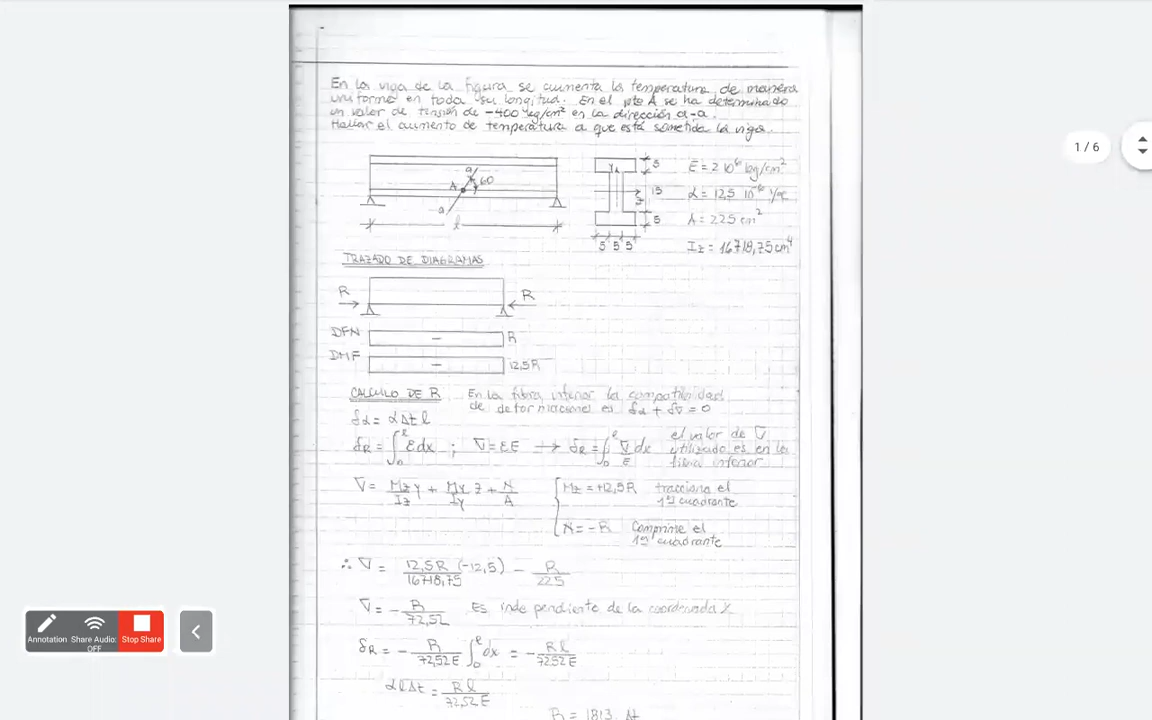 En la viga de la figura se aumenta la temperatura de manera
uniforme en toda su longitud. En el pto A se ha determinado
un valor de tensión de -400 kg/cm² en la dirección a-a.
Hallar el aumento de temperatura a que está sometida la viga.
a
A 60
a
l
y
z
5
15
5
5 5 5
E = 2 10⁶ kg/cm²
α = 12,5 10⁻⁶ 1/ºC
A = 225 cm²
Iz = 16718,75 cm⁴
TRAZADO DE DIAGRAMAS
R R
DFN - R
DMF - 12,5R
CALCULO DE R En la fibra inferior la compatibilidad
de deformaciones es δα + δ∇ = 0
δα = αΔt l
δR = ∫₀ˡ εdx ; ∇ = εE → δR = ∫₀ˡ ∇/E dx el valor de ∇
utilizado es en la
fibra inferior
∇ = Mz/Iz y + My/Iy z + N/A
Mz = +12,5R tracciona el
1er cuadrante
N = -R Comprime el
1er cuadrante
∴ ∇ = 12,5R (-12,5)/16718,75 - R/225
∇ = - R/72,52 Es independiente de la coordenada X
δR = - R/72,52E ∫₀ˡ dx = - Rl/72,52E
αlΔt = Rl/72,52E
R = 1813 Δt
1 / 6
Annotation
Share Audio: OFF
Stop Share